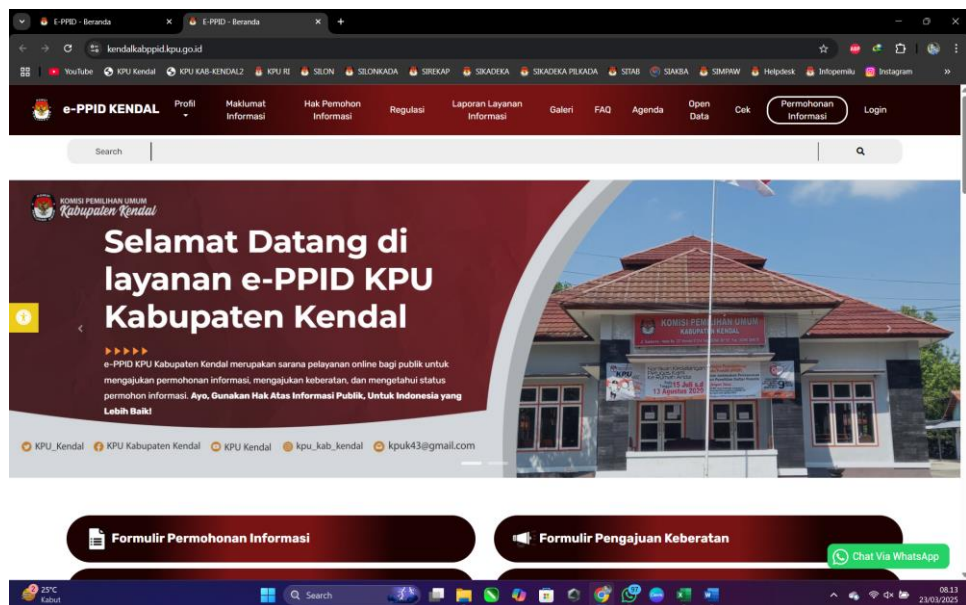 E-PPID - Beranda
E-PPID - Beranda
kendalkabppid.kpu.go.id
YouTube KPU Kendal KPU KAB-KENDAL2 KPU RI SILON SILONKADA SIREKAP SIKADEKA SIKADEKA PILKADA SITAB SIAKBA SIMPAW Helpdesk Infopemilu Instagram »
e-PPID KENDAL
Profil
Maklumat
Informasi
Hak Pemohon
Informasi
Regulasi
Laporan Layanan
Informasi
Galeri
FAQ
Agenda
Open
Data
Cek
Permohonan
Informasi
Login
Search
KOMISI PEMILIHAN UMUM
Kabupaten Kendal
Selamat Datang di
layanan e-PPID KPU
Kabupaten Kendal
e-PPID KPU Kabupaten Kendal merupakan sarana pelayanan online bagi publik untuk
mengajukan permohonan informasi, mengajukan keberatan, dan mengetahui status
permohon informasi. Ayo, Gunakan Hak Atas Informasi Publik, Untuk Indonesia yang
Lebih Baik!
KPU_Kendal KPU Kabupaten Kendal KPU Kendal kpu_kab_kendal kpuk43@gmail.com
KOMISI PEMILIHAN UMUM
KABUPATEN KENDAL
KPU
Formulir Permohonan Informasi
Formulir Pengajuan Keberatan
Chat Via WhatsApp
2
25°C
Kabut
Search
08.13
23/03/2025